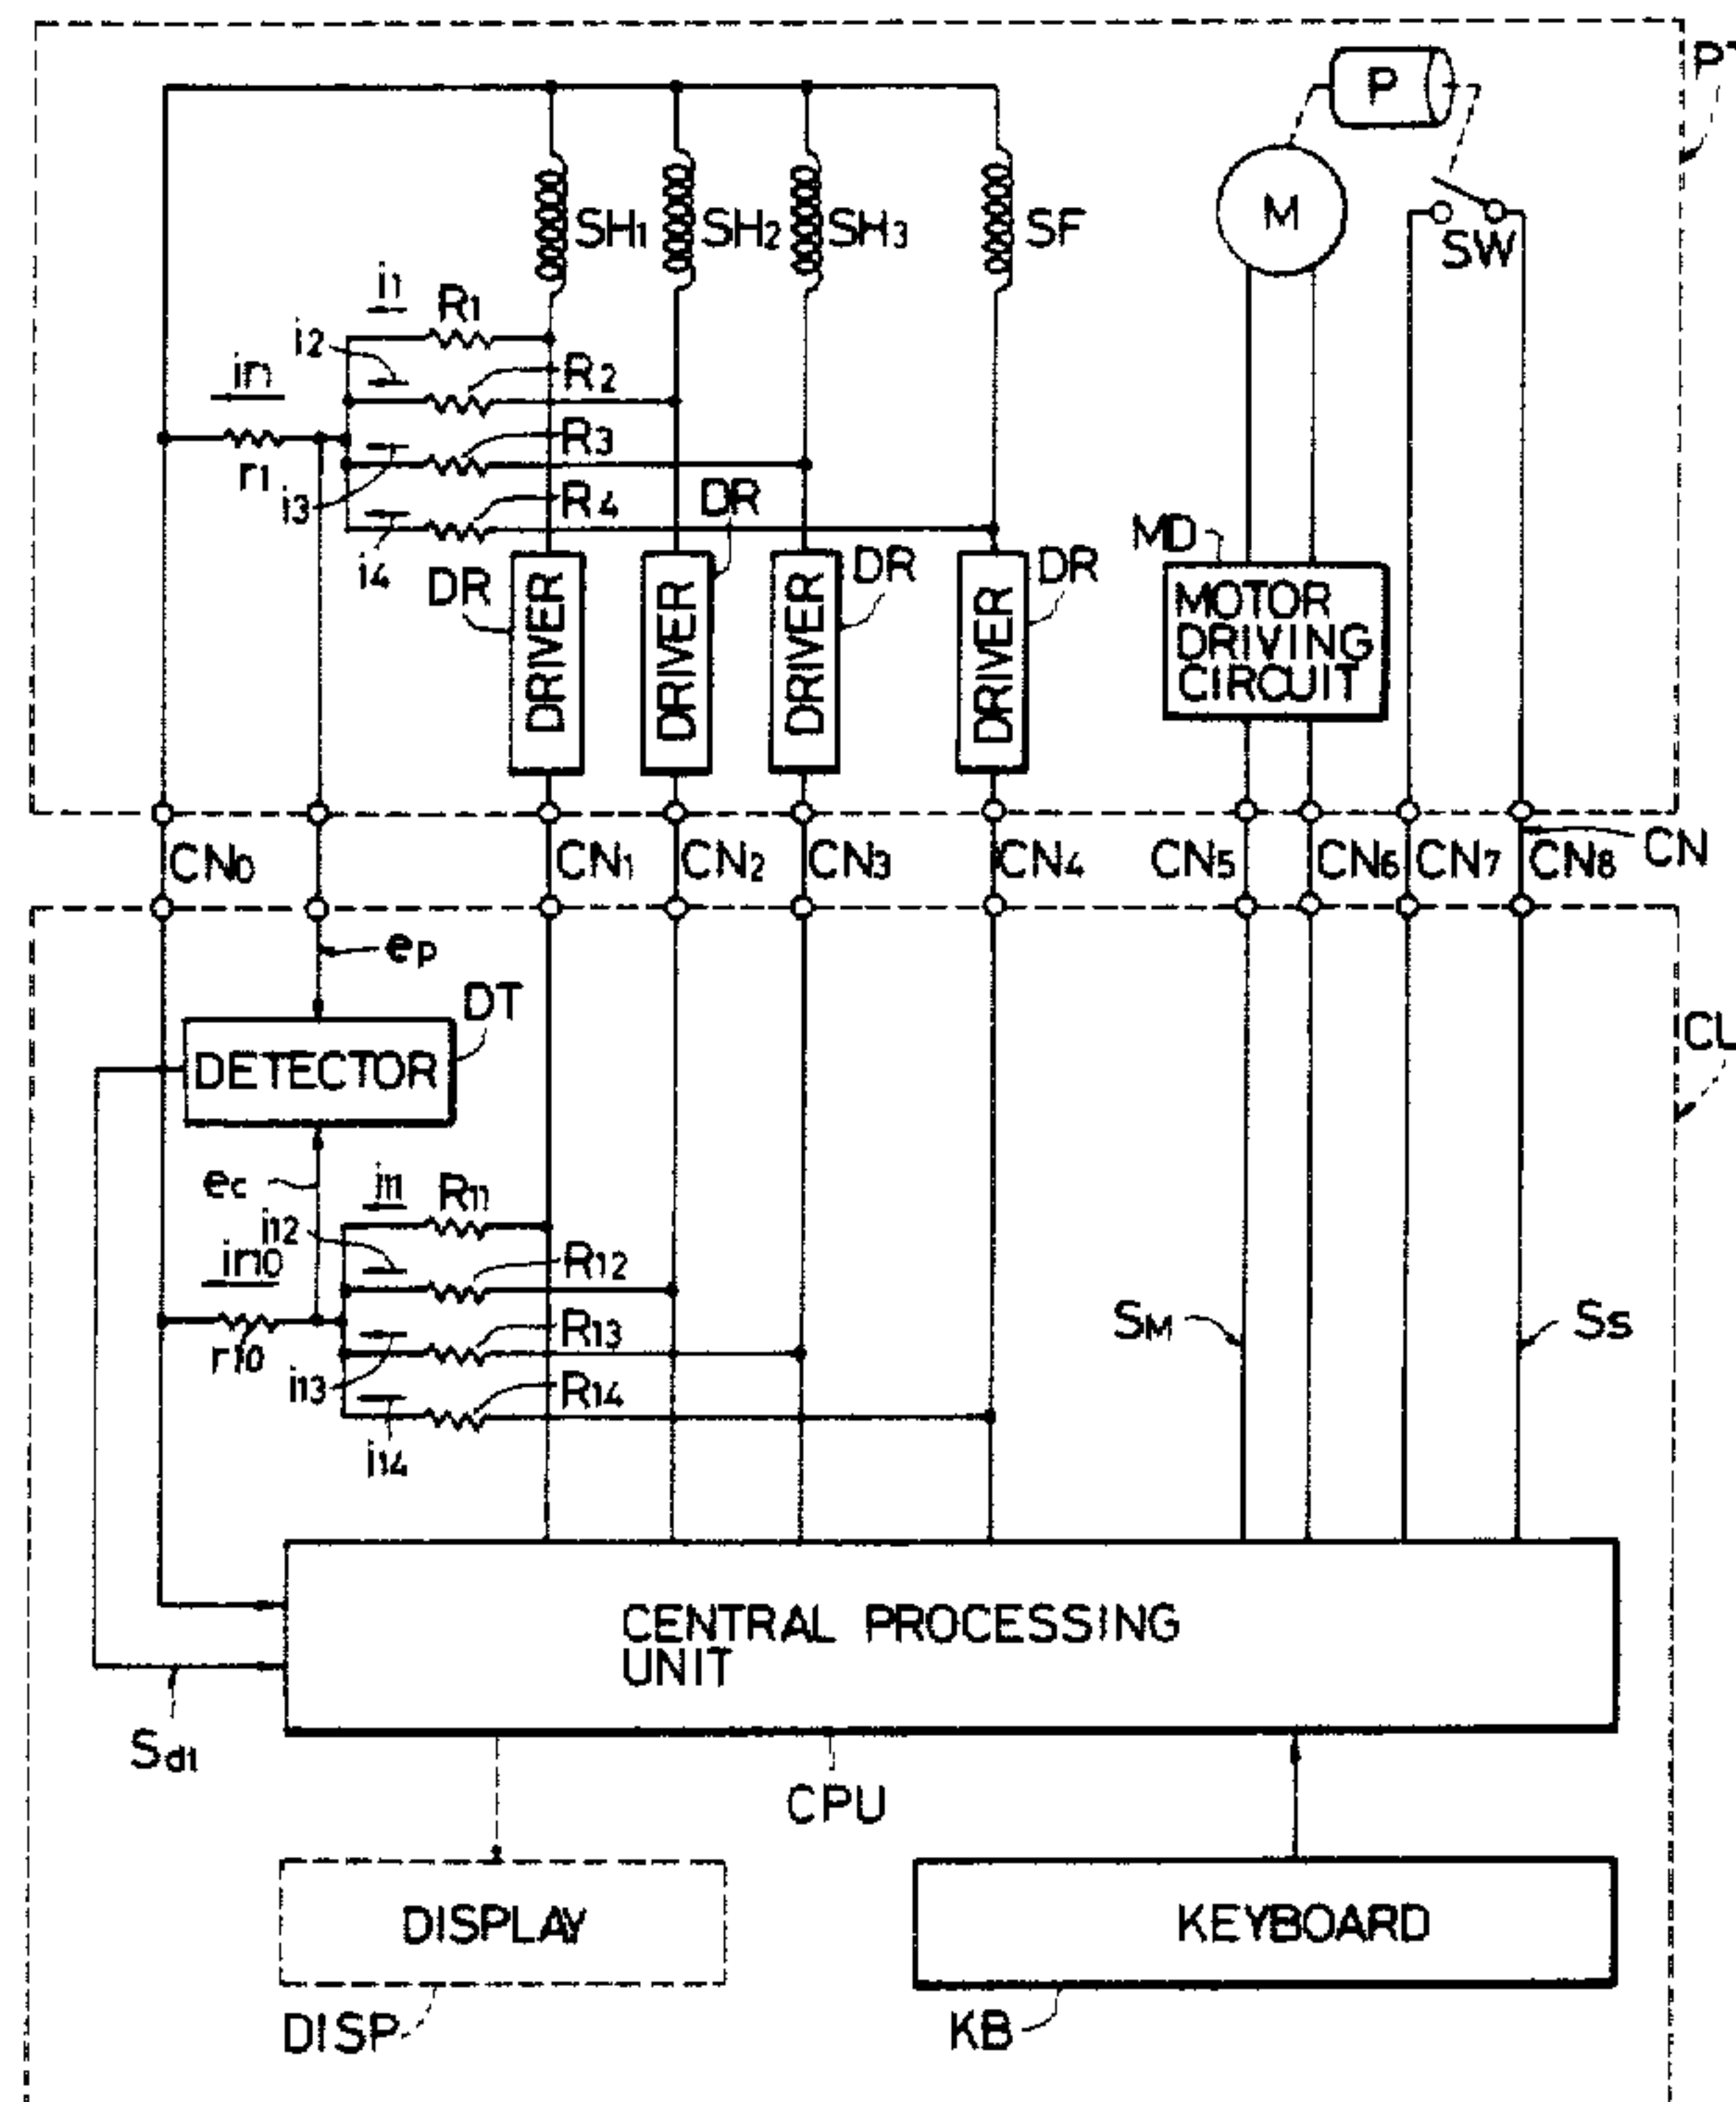 PT
P
M
SH1
SH2
SH3
SF
SW
i1
R1
i2
in
R2
R3
r1
i3
R4
DR
i4
DR
DR
DR
MD
DRIVER
DRIVER
DRIVER
DRIVER
MOTOR
DRIVING
CIRCUIT
CN0
CN1
CN2
CN3
CN4
CN5
CN6
CN7
CN8
CN
ep
DT
DETECTOR
ec
i11
R11
i12
in0
R12
R13
r10
i13
R14
i14
SM
SS
CENTRAL PROCESSING
UNIT
Sd1
CPU
DISPLAY
KEYBOARD
DISP
KB